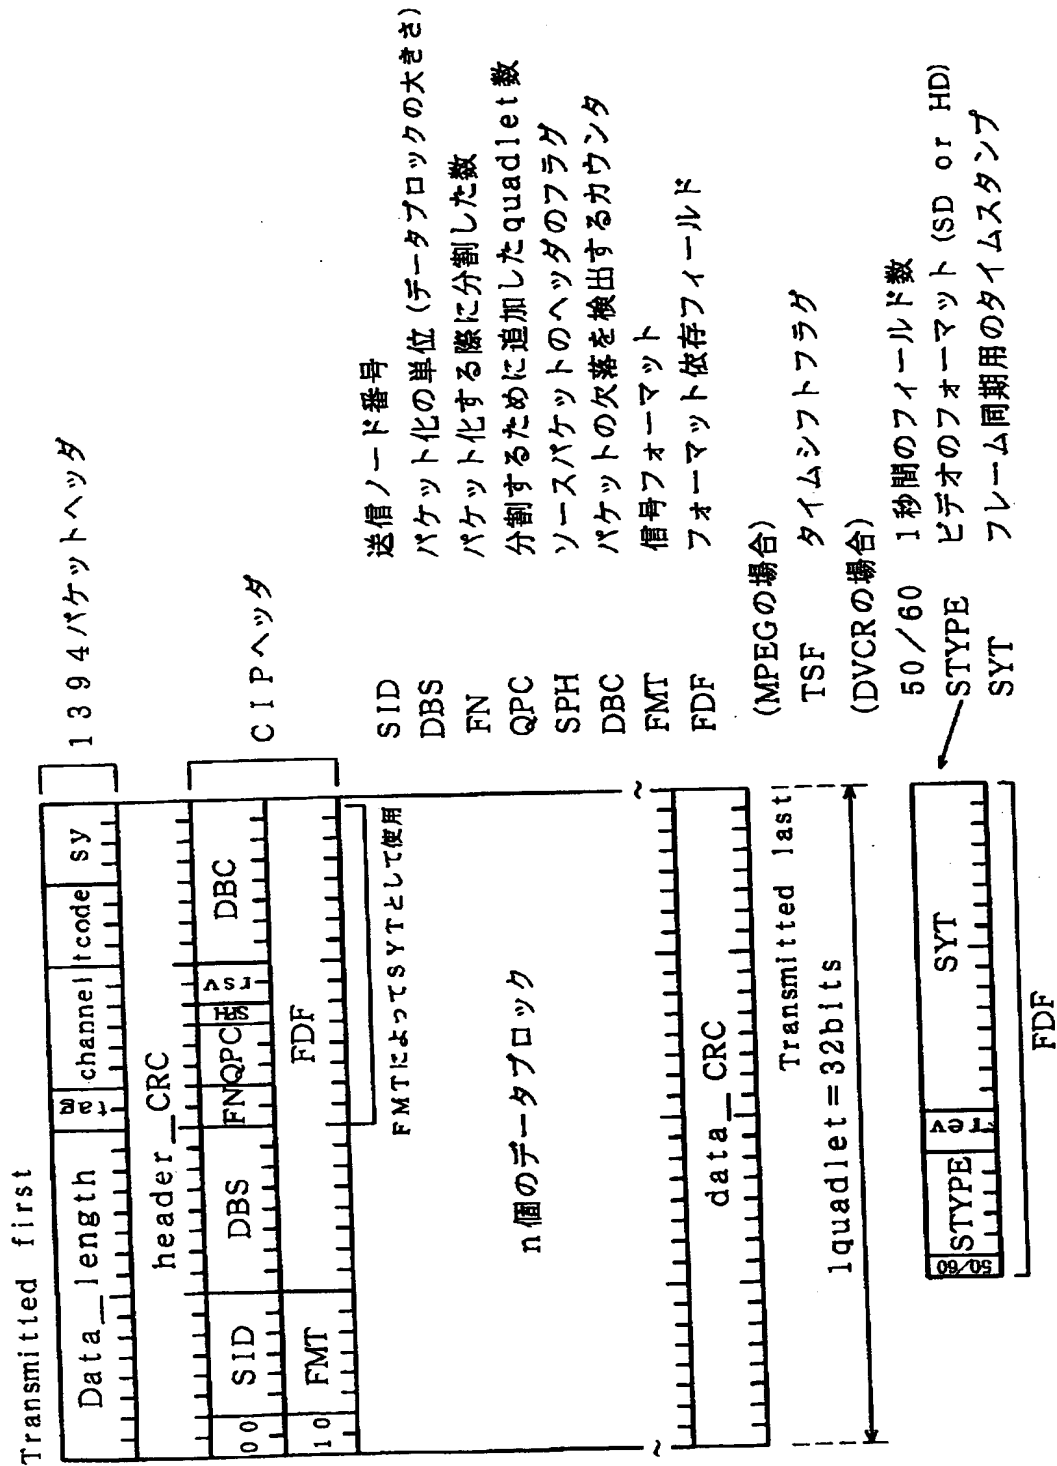 Transmitted first
Data__length tag channel tcode sy
1394パケットヘッダ
header__CRC
00 SID DBS FN QPC SPH rsv DBC
CIPヘッダ
10 FMT FDF
FMTによってSYTとして使用
n個のデータブロック
data__CRC
Transmitted last
1quadlet=32bits
SID 送信ノード番号
DBS パケット化の単位(データブロックの大きさ)
FN パケット化する際に分割した数
QPC 分割するために追加したquadlet数
SPH ソースパケットのヘッダのフラグ
DBC パケットの欠落を検出するカウンタ
FMT 信号フォーマット
FDF フォーマット依存フィールド
(MPEGの場合)
TSF タイムシフトフラグ
(DVCRの場合)
50/60 1秒間のフィールド数
STYPE ビデオのフォーマット(SD or HD)
SYT フレーム同期用のタイムスタンプ
50/60 STYPE rev SYT
FDF